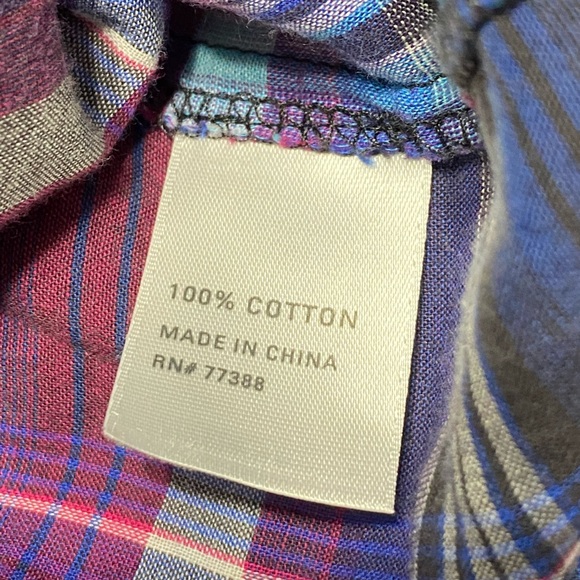 100% COTTON
MADE IN CHINA
RN# 77388